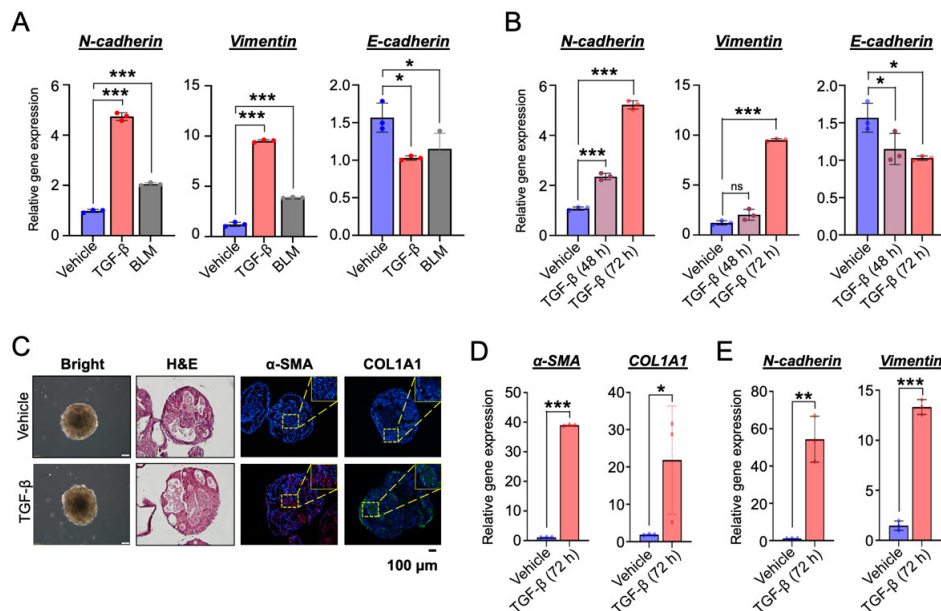 A
N-cadherin
Vimentin
E-cadherin
Relative gene expression
6
4
2
0
***
***
15
10
5
0
***
***
2.0
1.5
1.0
0.5
0.0
*
*
Vehicle
TGF-β
BLM
Vehicle
TGF-β
BLM
Vehicle
TGF-β
BLM
B
N-cadherin
Vimentin
E-cadherin
Relative gene expression
6
4
2
0
***
***
15
10
5
0
***
ns
2.0
1.5
1.0
0.5
0.0
*
*
Vehicle
TGF-β (48 h)
TGF-β (72 h)
Vehicle
TGF-β (48 h)
TGF-β (72 h)
Vehicle
TGF-β (48 h)
TGF-β (72 h)
C
Bright
H&E
α-SMA
COL1A1
Vehicle
TGF-β
100 µm
D
α-SMA
COL1A1
Relative gene expression
50
40
30
20
10
0
***
40
30
20
10
0
*
Vehicle
TGF-β (72 h)
Vehicle
TGF-β (72 h)
E
N-cadherin
Vimentin
Relative gene expression
80
60
40
20
0
**
15
10
5
0
***
Vehicle
TGF-β (72 h)
Vehicle
TGF-β (72 h)